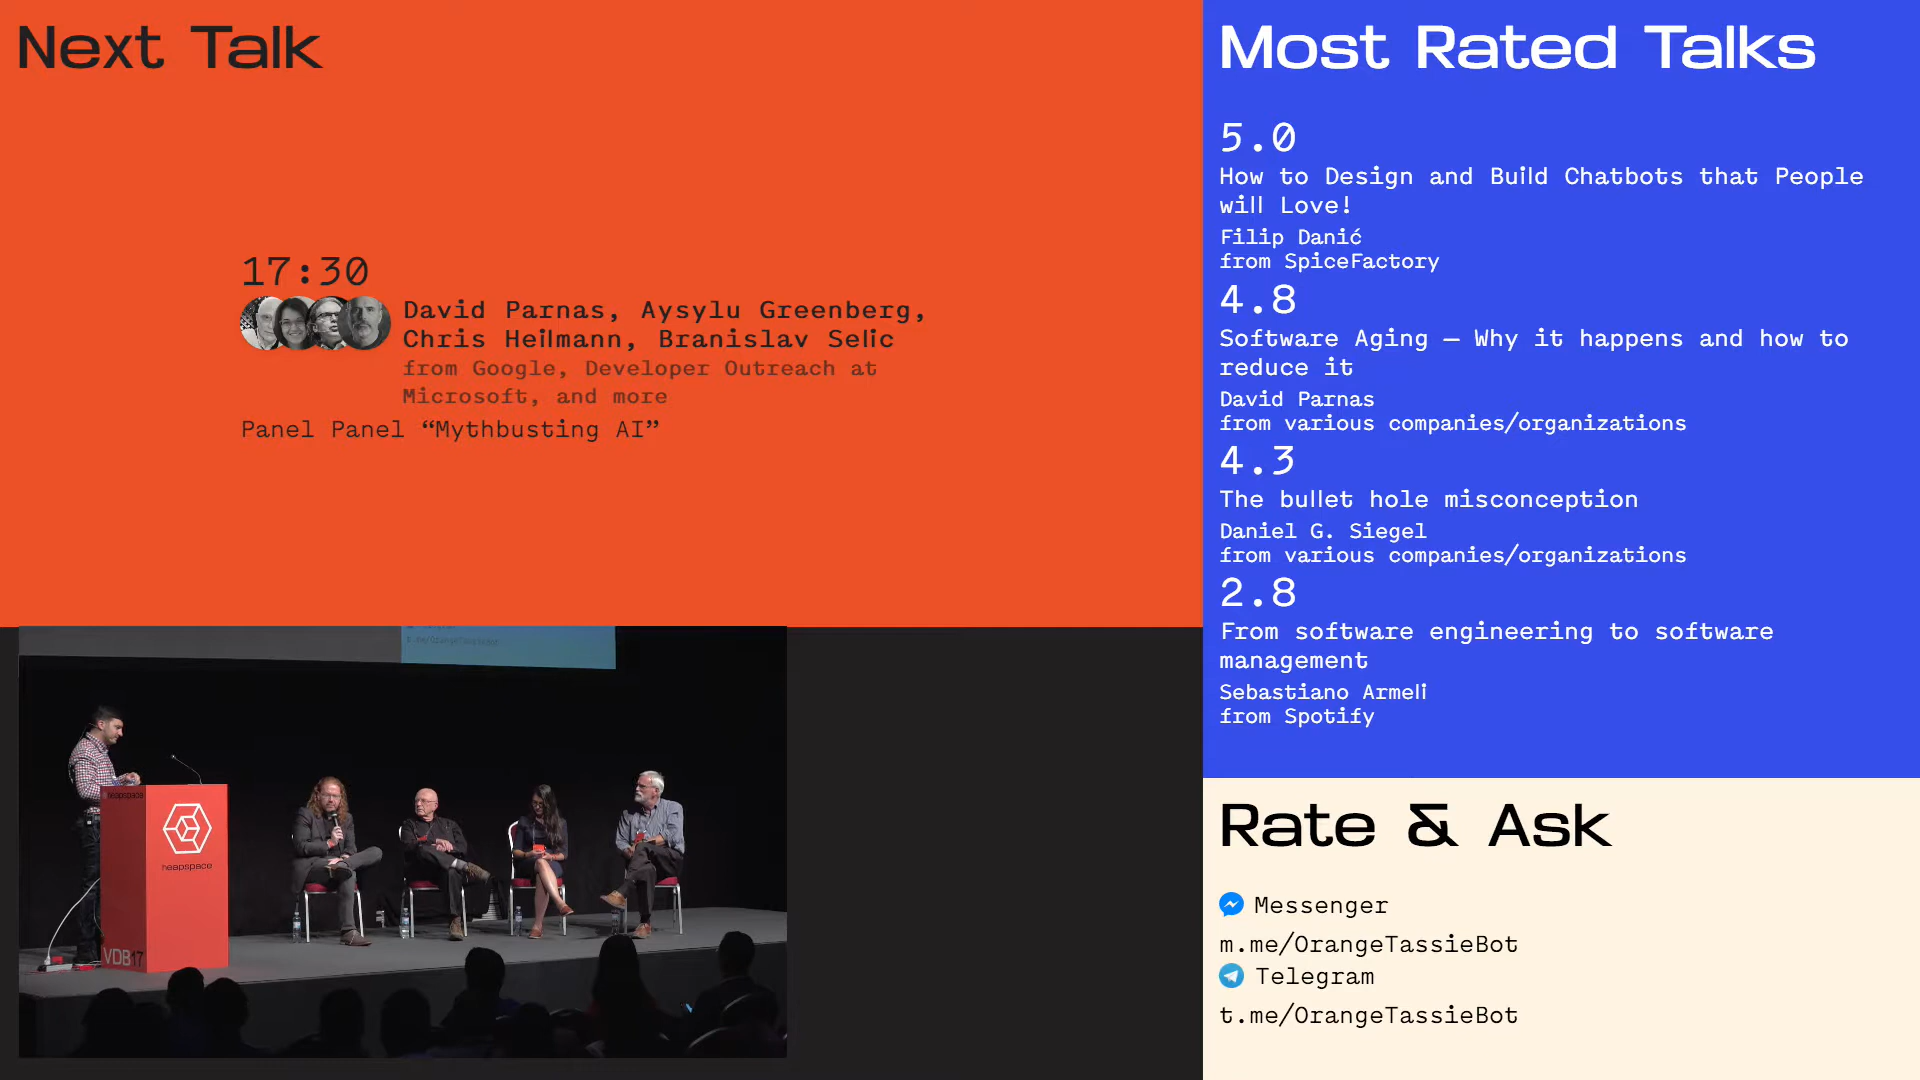 Next Talk
17:30
David Parnas, Aysylu Greenberg,
Chris Heilmann, Branislav Selic
from Google, Developer Outreach at
Microsoft, and more
Panel Panel “Mythbusting AI”
t.me/OrangeTassieBot
heapspace
heapspace
VDB17
Most Rated Talks
5.0
How to Design and Build Chatbots that People
will Love!
Filip Danić
from SpiceFactory
4.8
Software Aging — Why it happens and how to
reduce it
David Parnas
from various companies/organizations
4.3
The bullet hole misconception
Daniel G. Siegel
from various companies/organizations
2.8
From software engineering to software
management
Sebastiano Armeli
from Spotify
Rate & Ask
Messenger
m.me/OrangeTassieBot
Telegram
t.me/OrangeTassieBot